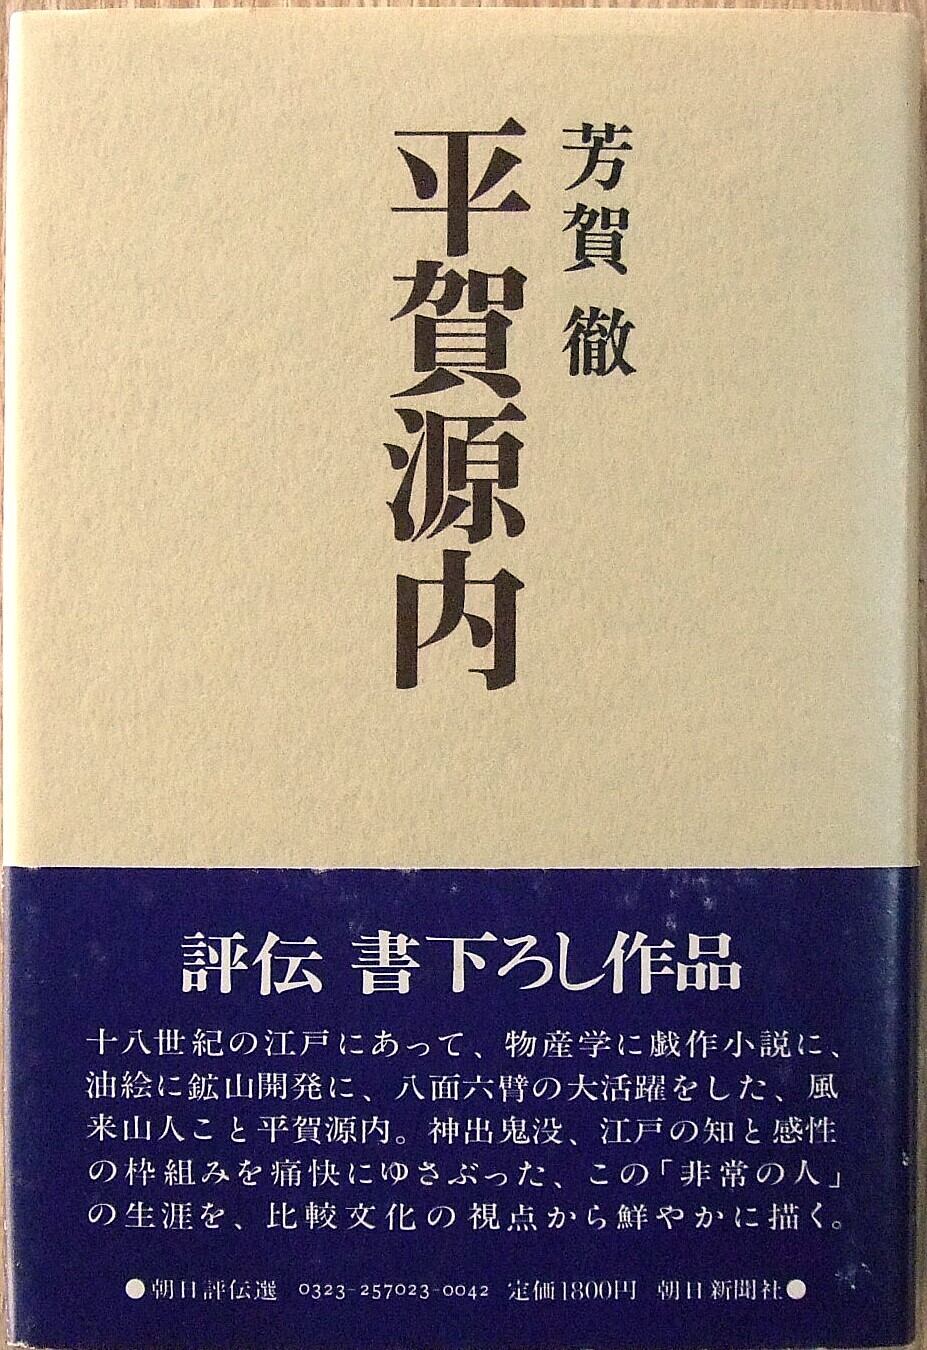 芳賀 徹
平賀源内
評伝 書下ろし作品
十八世紀の江戸にあって、物産学に戯作小説に、
油絵に鉱山開発に、八面六臂の大活躍をした、風
来山人こと平賀源内。神出鬼没、江戸の知と感性
の枠組みを痛快にゆさぶった、この「非常の人」
の生涯を、比較文化の視点から鮮やかに描く。
●朝日評伝選 0323-257023-0042 定価1800円 朝日新聞社●